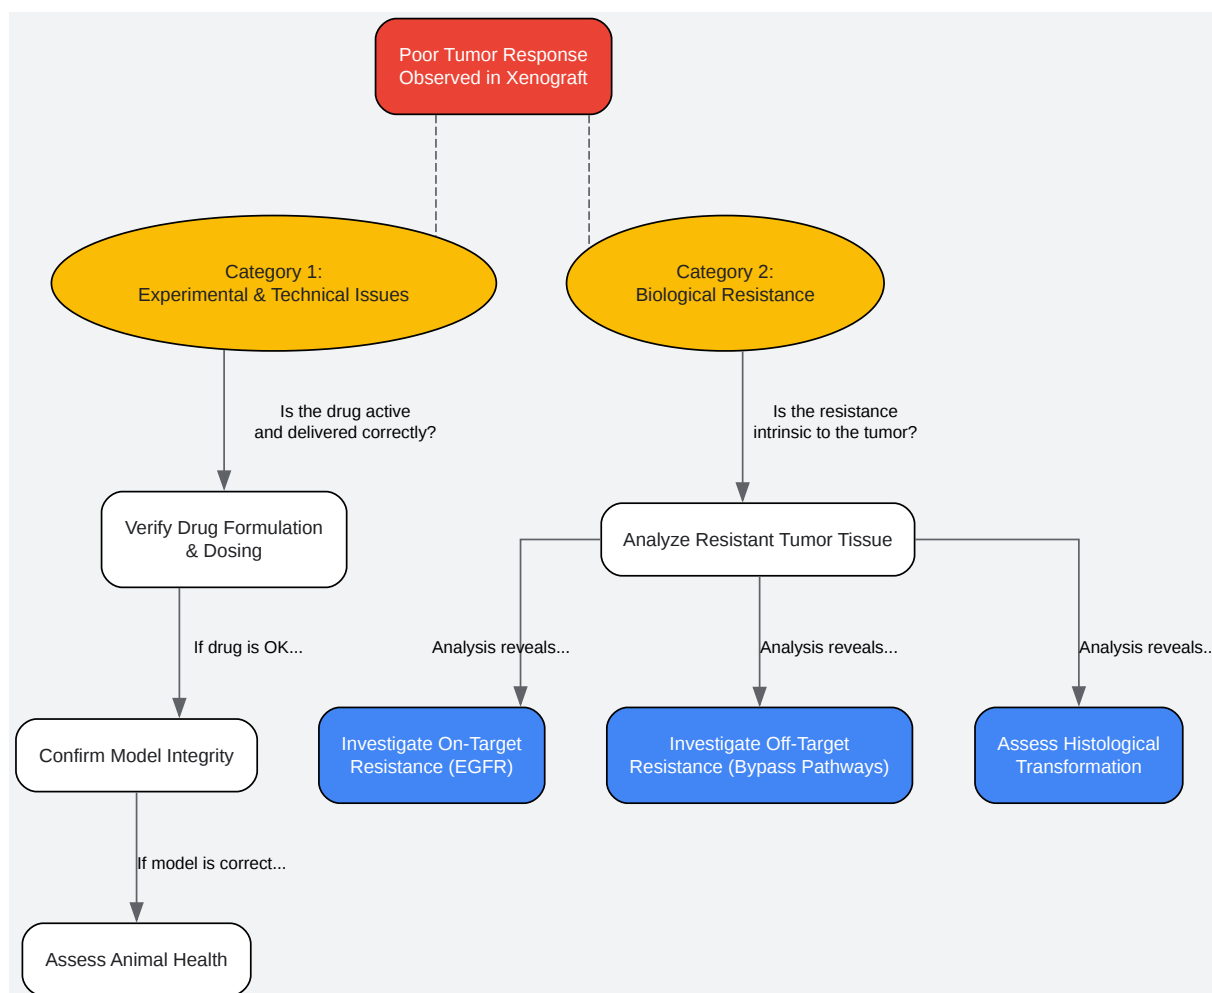 Poor Tumor Response
Observed in Xenograft
Category 1:
Experimental & Technical Issues
Category 2:
Biological Resistance
Is the drug active
and delivered correctly?
Is the resistance
intrinsic to the tumor?
Verify Drug Formulation
& Dosing
Analyze Resistant Tumor Tissue
If drug is OK...
Analysis reveals...
Analysis reveals...
Analysis reveals..
Confirm Model Integrity
Investigate On-Target
Resistance (EGFR)
Investigate Off-Target
Resistance (Bypass Pathways)
Assess Histological
Transformation
If model is correct...
Assess Animal Health